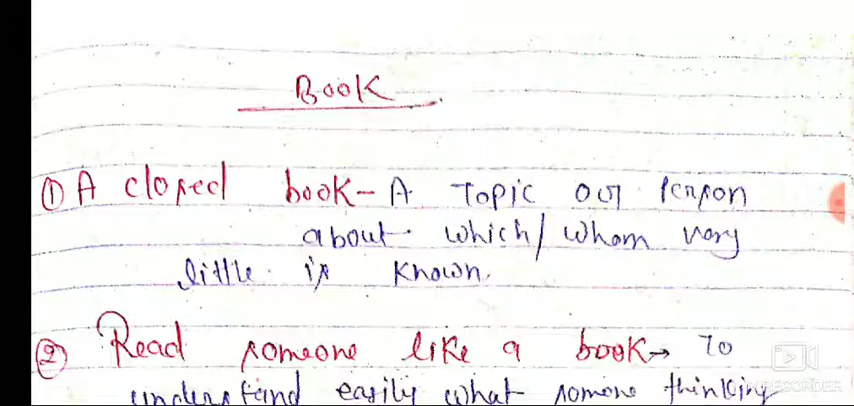 Book
① A closed book - A Topic or Person
about which/whom very
little is known.
② Read someone like a book → To
understand easily what somone thinking
RECORDER